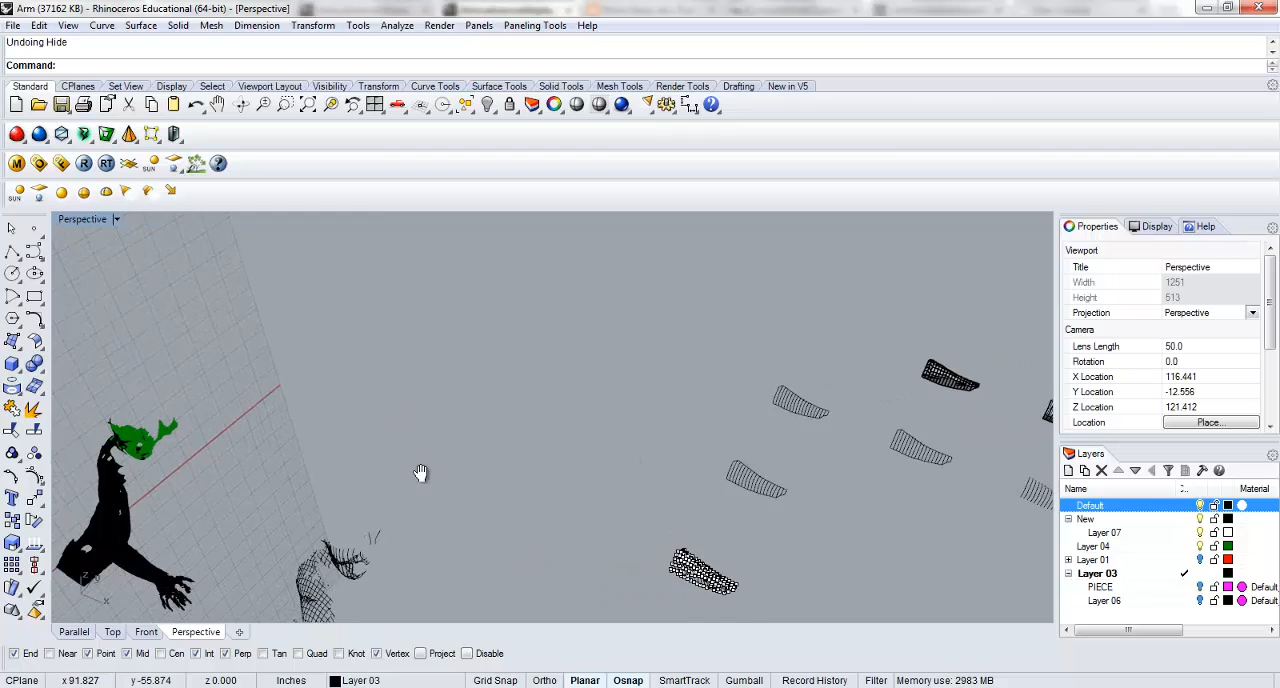 Arm (37162 KB) - Rhinoceros Educational (64-bit) - [Perspective]
File Edit View Curve Surface Solid Mesh Dimension Transform Tools Analyze Render Panels Paneling Tools Help
Undoing Hide
Command:
Standard CPlanes Set View Display Select Viewport Layout Visibility Transform Curve Tools Surface Tools Solid Tools Mesh Tools Render Tools Drafting New in V5
M R RT SUN
SUN
Perspective
Properties Display Help
Viewport
Title Perspective
Width 1251
Height 513
Projection Perspective
Camera
Lens Length 50.0
Rotation 0.0
X Location 116.441
Y Location -12.556
Z Location 121.412
Location Place...
Layers
Name Material
Default
New
Layer 07
Layer 04
Layer 01
Layer 03
PIECE Default
Layer 06 Default
x
Parallel Top Front Perspective
End Near Point Mid Cen Int Perp Tan Quad Knot Vertex Project Disable
CPlane x 91.827 y -55.874 z 0.000 Inches Layer 03 Grid Snap Ortho Planar Osnap SmartTrack Gumball Record History Filter Memory use: 2983 MB